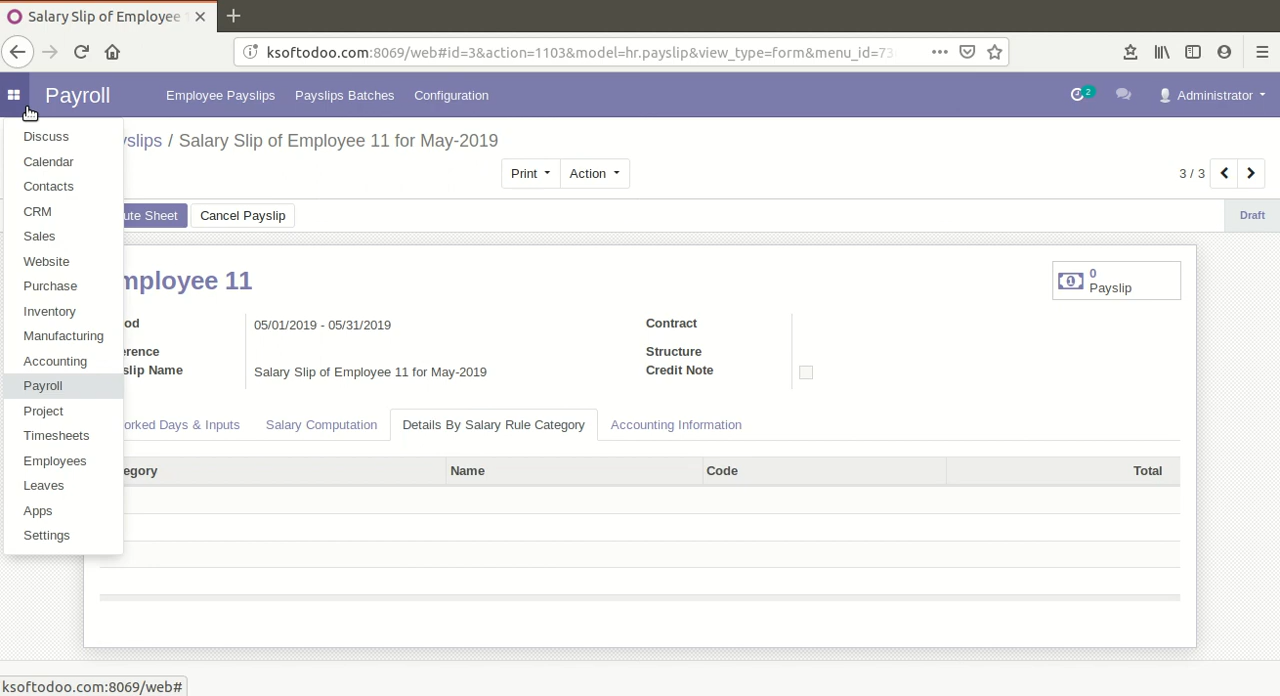 Salary Slip of Employee
ksoftodoo.com:8069/web#id=3&action=1103&model=hr.payslip&view_type=form&menu_id=73
Payroll
Employee Payslips
Payslips Batches
Configuration
2
Administrator
yslips / Salary Slip of Employee 11 for May-2019
Print
Action
3 / 3
ute Sheet
Cancel Payslip
Draft
Discuss
Calendar
Contacts
CRM
Sales
Website
Purchase
Inventory
Manufacturing
Accounting
Payroll
Project
Timesheets
Employees
Leaves
Apps
Settings
mployee 11
0
Payslip
od
05/01/2019 - 05/31/2019
Contract
erence
Structure
slip Name
Salary Slip of Employee 11 for May-2019
Credit Note
orked Days & Inputs
Salary Computation
Details By Salary Rule Category
Accounting Information
egory
Name
Code
Total
ksoftodoo.com:8069/web#